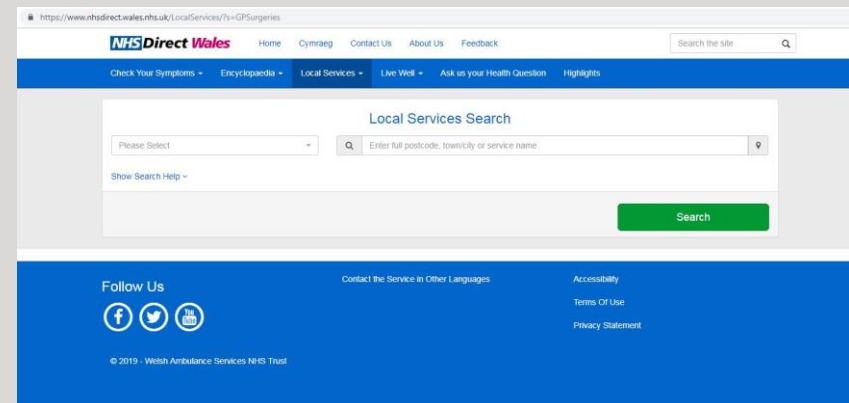 https://www.nhsdirect.wales.nhs.uk/LocalServices/?s=GPSurgeries
NHS Direct Wales Home Cymraeg Contact Us About Us Feedback Search the site
Check Your Symptoms Encyclopaedia Local Services Live Well Ask us your Health Question Highlights
Local Services Search
Please Select Enter full postcode, town/city or service name
Show Search Help
Search
Follow Us Contact the Service in Other Languages Accessibility
Terms Of Use
You Tube
Privacy Statement
© 2019 - Welsh Ambulance Services NHS Trust